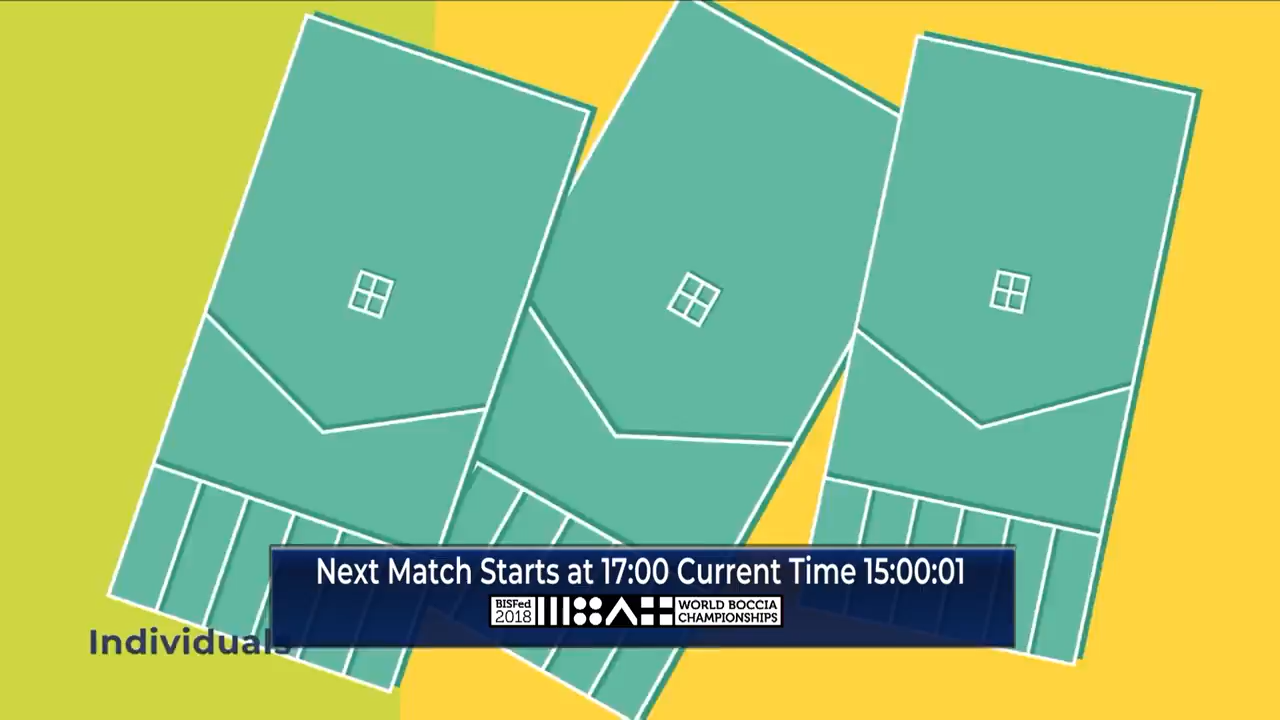 Next Match Starts at 17:00 Current Time 15:00:01
BISFed 2018 WORLD BOCCIA CHAMPIONSHIPS
Individuals